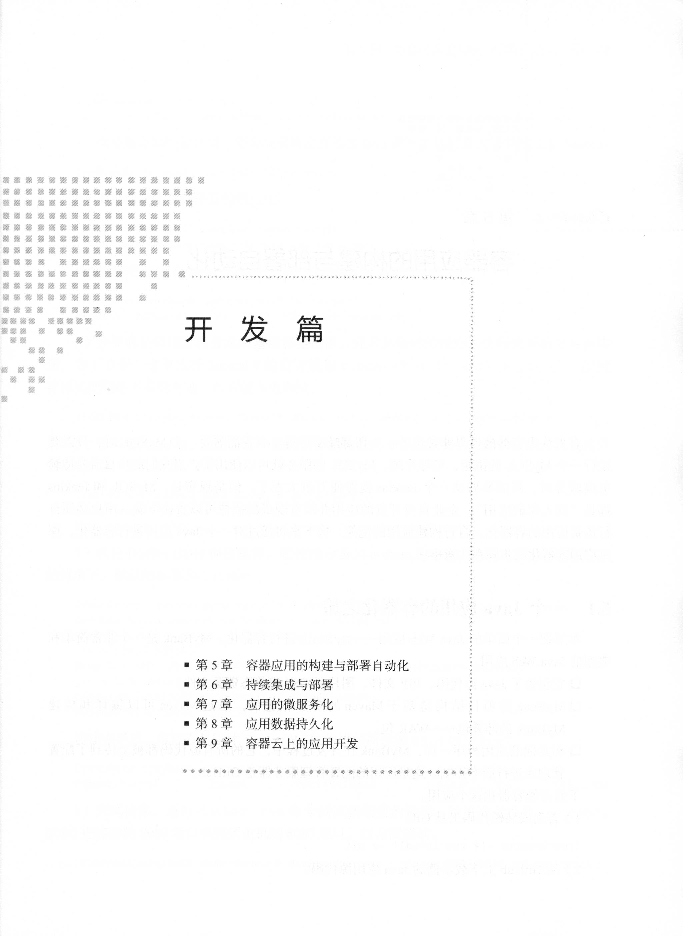 开 发 篇
■ 第 5 章 容器应用的构建与部署自动化
■ 第 6 章 持续集成与部署
■ 第 7 章 应用的微服务化
■ 第 8 章 应用数据持久化
■ 第 9 章 容器云上的应用开发